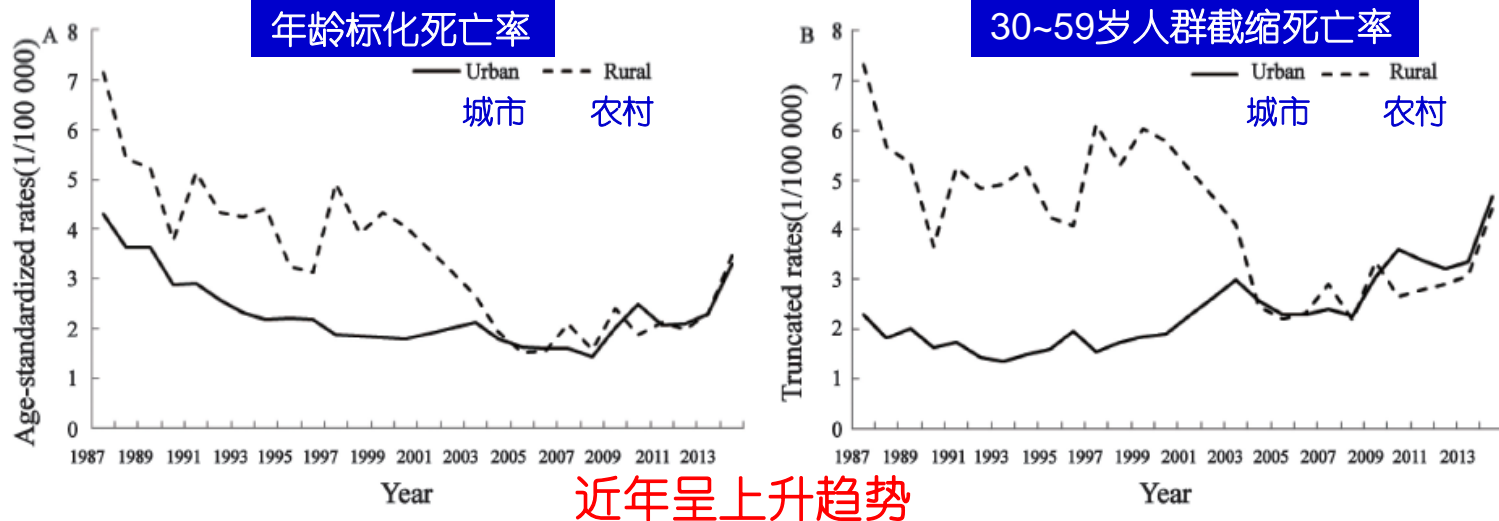 年龄标化死亡率
A
Urban Rural
城市 农村
Age-standardized rates(1/100 000)
8
7
6
5
4
3
2
1
0
1987 1989 1991 1993 1995 1997 1999 2001 2003 2005 2007 2009 2011 2013
Year
30~59岁人群截缩死亡率
B
Urban Rural
城市 农村
Truncated rates(1/100 000)
8
7
6
5
4
3
2
1
0
1987 1989 1991 1993 1995 1997 1999 2001 2003 2005 2007 2009 2011 2013
Year
近年呈上升趋势